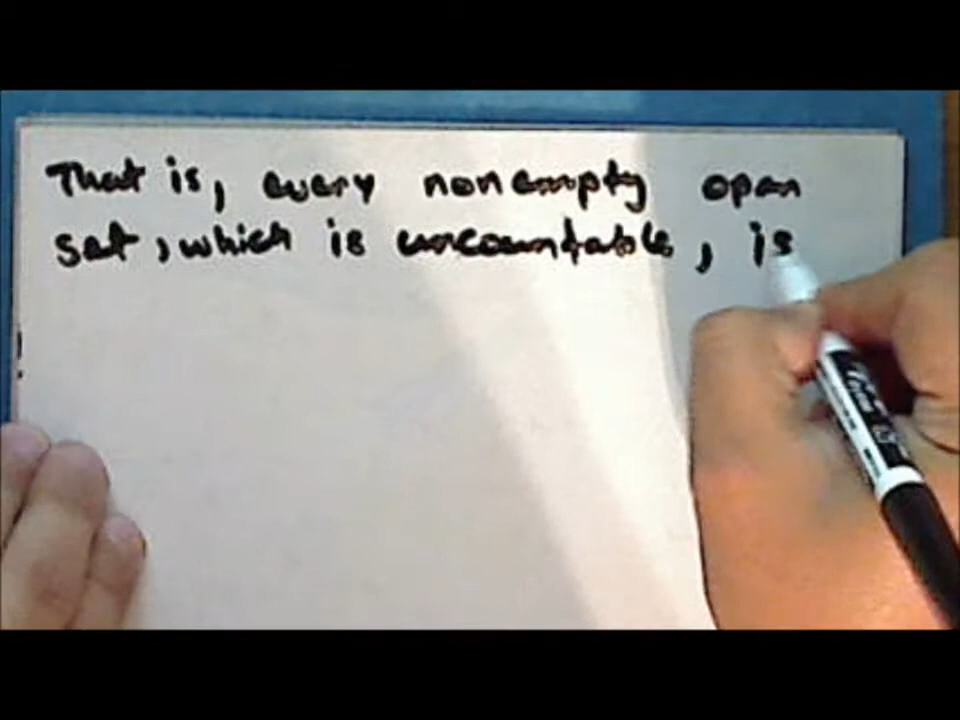 That is, every nonempty open
set, which is uncountable, is